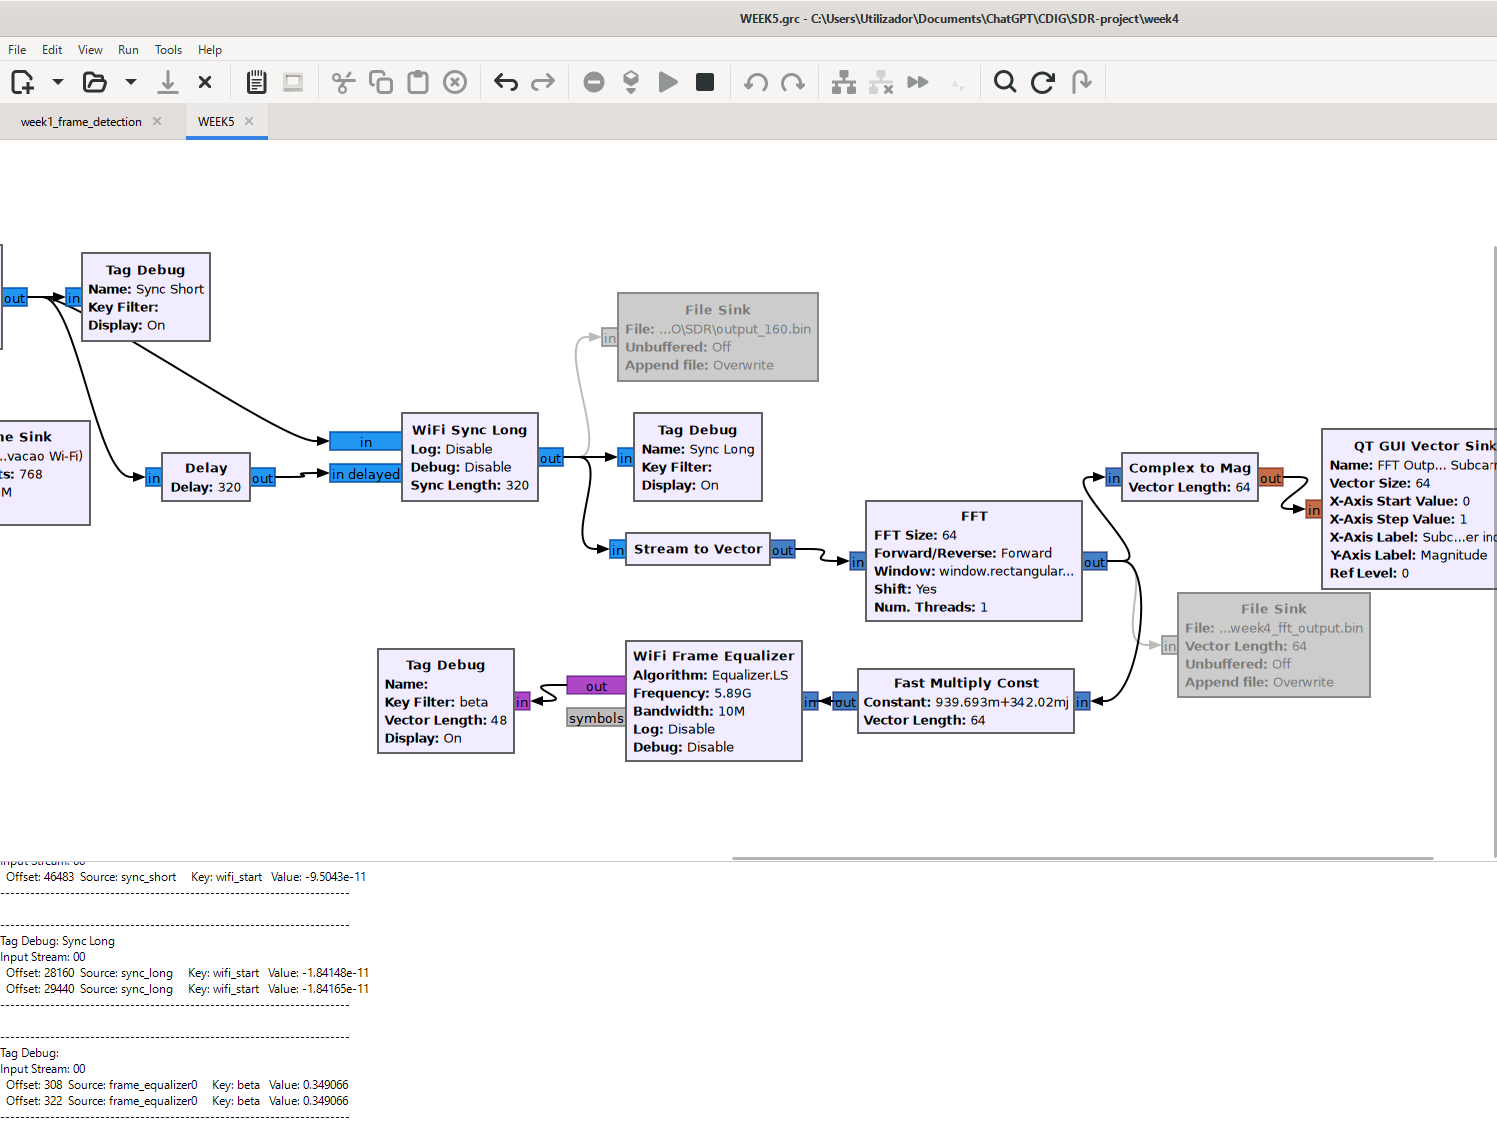 WEEK5.grc - C:\Users\Utilizador\Documents\ChatGPT\CDIG\SDR-project\week4
File Edit View Run Tools Help
week1_frame_detection
WEEK5
out
in
Tag Debug
Name: Sync Short
Key Filter:
Display: On
in
File Sink
File: ...O\SDR\output_160.bin
Unbuffered: Off
Append file: Overwrite
ne Sink
..vacao Wi-Fi)
ts: 768
M
in
Delay
Delay: 320
out
in
in delayed
WiFi Sync Long
Log: Disable
Debug: Disable
Sync Length: 320
out
in
Tag Debug
Name: Sync Long
Key Filter:
Display: On
in
Stream to Vector
out
in
FFT
FFT Size: 64
Forward/Reverse: Forward
Window: window.rectangular...
Shift: Yes
Num. Threads: 1
out
in
Complex to Mag
Vector Length: 64
out
in
QT GUI Vector Sink
Name: FFT Outp... Subcar
Vector Size: 64
X-Axis Start Value: 0
X-Axis Step Value: 1
X-Axis Label: Subc...er in
Y-Axis Label: Magnitude
Ref Level: 0
in
File Sink
File: ...week4_fft_output.bin
Vector Length: 64
Unbuffered: Off
Append file: Overwrite
Tag Debug
Name:
Key Filter: beta
Vector Length: 48
Display: On
in
out
symbols
WiFi Frame Equalizer
Algorithm: Equalizer.LS
Frequency: 5.89G
Bandwidth: 10M
Log: Disable
Debug: Disable
in
out
Fast Multiply Const
Constant: 939.693m+342.02mj
Vector Length: 64
in
Input Stream: 00
Offset: 46483 Source: sync_short Key: wifi_start Value: -9.5043e-11
----------------------------------------------------------------------
----------------------------------------------------------------------
Tag Debug: Sync Long
Input Stream: 00
Offset: 28160 Source: sync_long Key: wifi_start Value: -1.84148e-11
Offset: 29440 Source: sync_long Key: wifi_start Value: -1.84165e-11
----------------------------------------------------------------------
----------------------------------------------------------------------
Tag Debug:
Input Stream: 00
Offset: 308 Source: frame_equalizer0 Key: beta Value: 0.349066
Offset: 322 Source: frame_equalizer0 Key: beta Value: 0.349066
----------------------------------------------------------------------